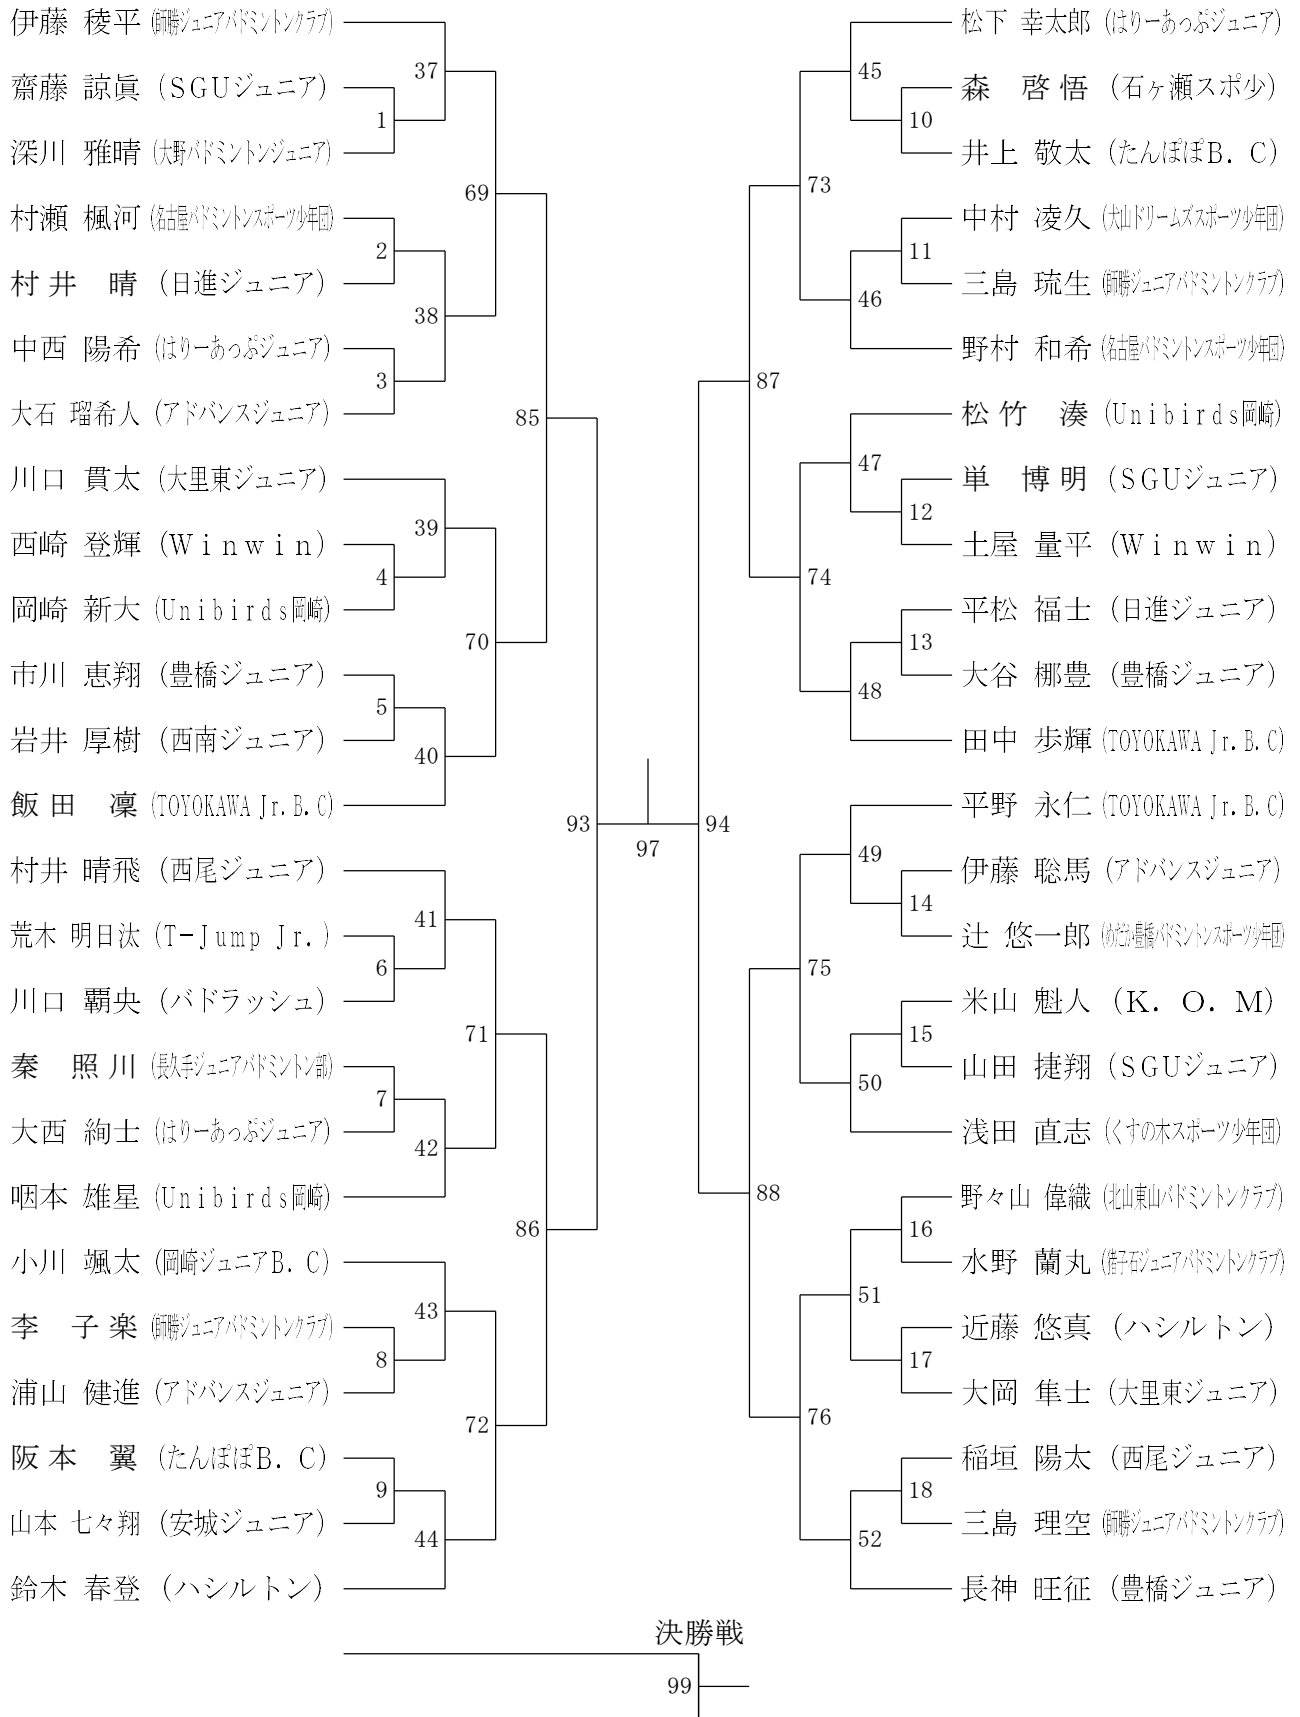 伊藤 稜平 (師勝ジュニアバドミントンクラブ)
齋藤 諒眞 (SGUジュニア)
深川 雅晴 (大野バドミントンジュニア)
村瀬 楓河 (名古屋バドミントンスポーツ少年団)
村井 晴 (日進ジュニア)
中西 陽希 (はりーあっぷジュニア)
大石 瑠希人 (アドバンスジュニア)
川口 貫太 (大里東ジュニア)
西崎 登輝 (Ｗｉｎｗｉｎ)
岡崎 新大 (Unibirds岡崎)
市川 恵翔 (豊橋ジュニア)
岩井 厚樹 (西南ジュニア)
飯田 凜 (TOYOKAWA Jr.B.C)
村井 晴飛 (西尾ジュニア)
荒木 明日汰 (T-Jump Jr.)
川口 覇央 (バドラッシュ)
秦 照川 (長久手ジュニアバドミントン部)
大西 絢士 (はりーあっぷジュニア)
咽本 雄星 (Unibirds岡崎)
小川 颯太 (岡崎ジュニアB.C)
李 子楽 (師勝ジュニアバドミントンクラブ)
浦山 健進 (アドバンスジュニア)
阪本 翼 (たんぽぽB.C)
山本 七々翔 (安城ジュニア)
鈴木 春登 (ハシルトン)
37
1
69
2
38
3
85
39
4
70
5
40
93
41
6
71
7
42
86
43
8
72
9
44
97
94
45
10
73
11
46
87
47
12
74
13
48
49
14
75
15
50
88
16
51
17
76
18
52
松下 幸太郎 (はりーあっぷジュニア)
森 啓悟 (石ヶ瀬スポ少)
井上 敬太 (たんぽぽB.C)
中村 凌久 (犬山ドリームズスポーツ少年団)
三島 琉生 (師勝ジュニアバドミントンクラブ)
野村 和希 (名古屋バドミントンスポーツ少年団)
松竹 湊 (Unibirds岡崎)
単 博明 (SGUジュニア)
土屋 量平 (Ｗｉｎｗｉｎ)
平松 福士 (日進ジュニア)
大谷 梛豊 (豊橋ジュニア)
田中 歩輝 (TOYOKAWA Jr.B.C)
平野 永仁 (TOYOKAWA Jr.B.C)
伊藤 聡馬 (アドバンスジュニア)
辻 悠一郎 (めだか豊橋バドミントンスポーツ少年団)
米山 魁人 (Ｋ．Ｏ．Ｍ)
山田 捷翔 (SGUジュニア)
浅田 直志 (くすの木スポーツ少年団)
野々山 偉織 (北山東山バドミントンクラブ)
水野 蘭丸 (猪子石ジュニアバドミントンクラブ)
近藤 悠真 (ハシルトン)
大岡 隼士 (大里東ジュニア)
稲垣 陽太 (西尾ジュニア)
三島 理空 (師勝ジュニアバドミントンクラブ)
長神 旺征 (豊橋ジュニア)
決勝戦
99